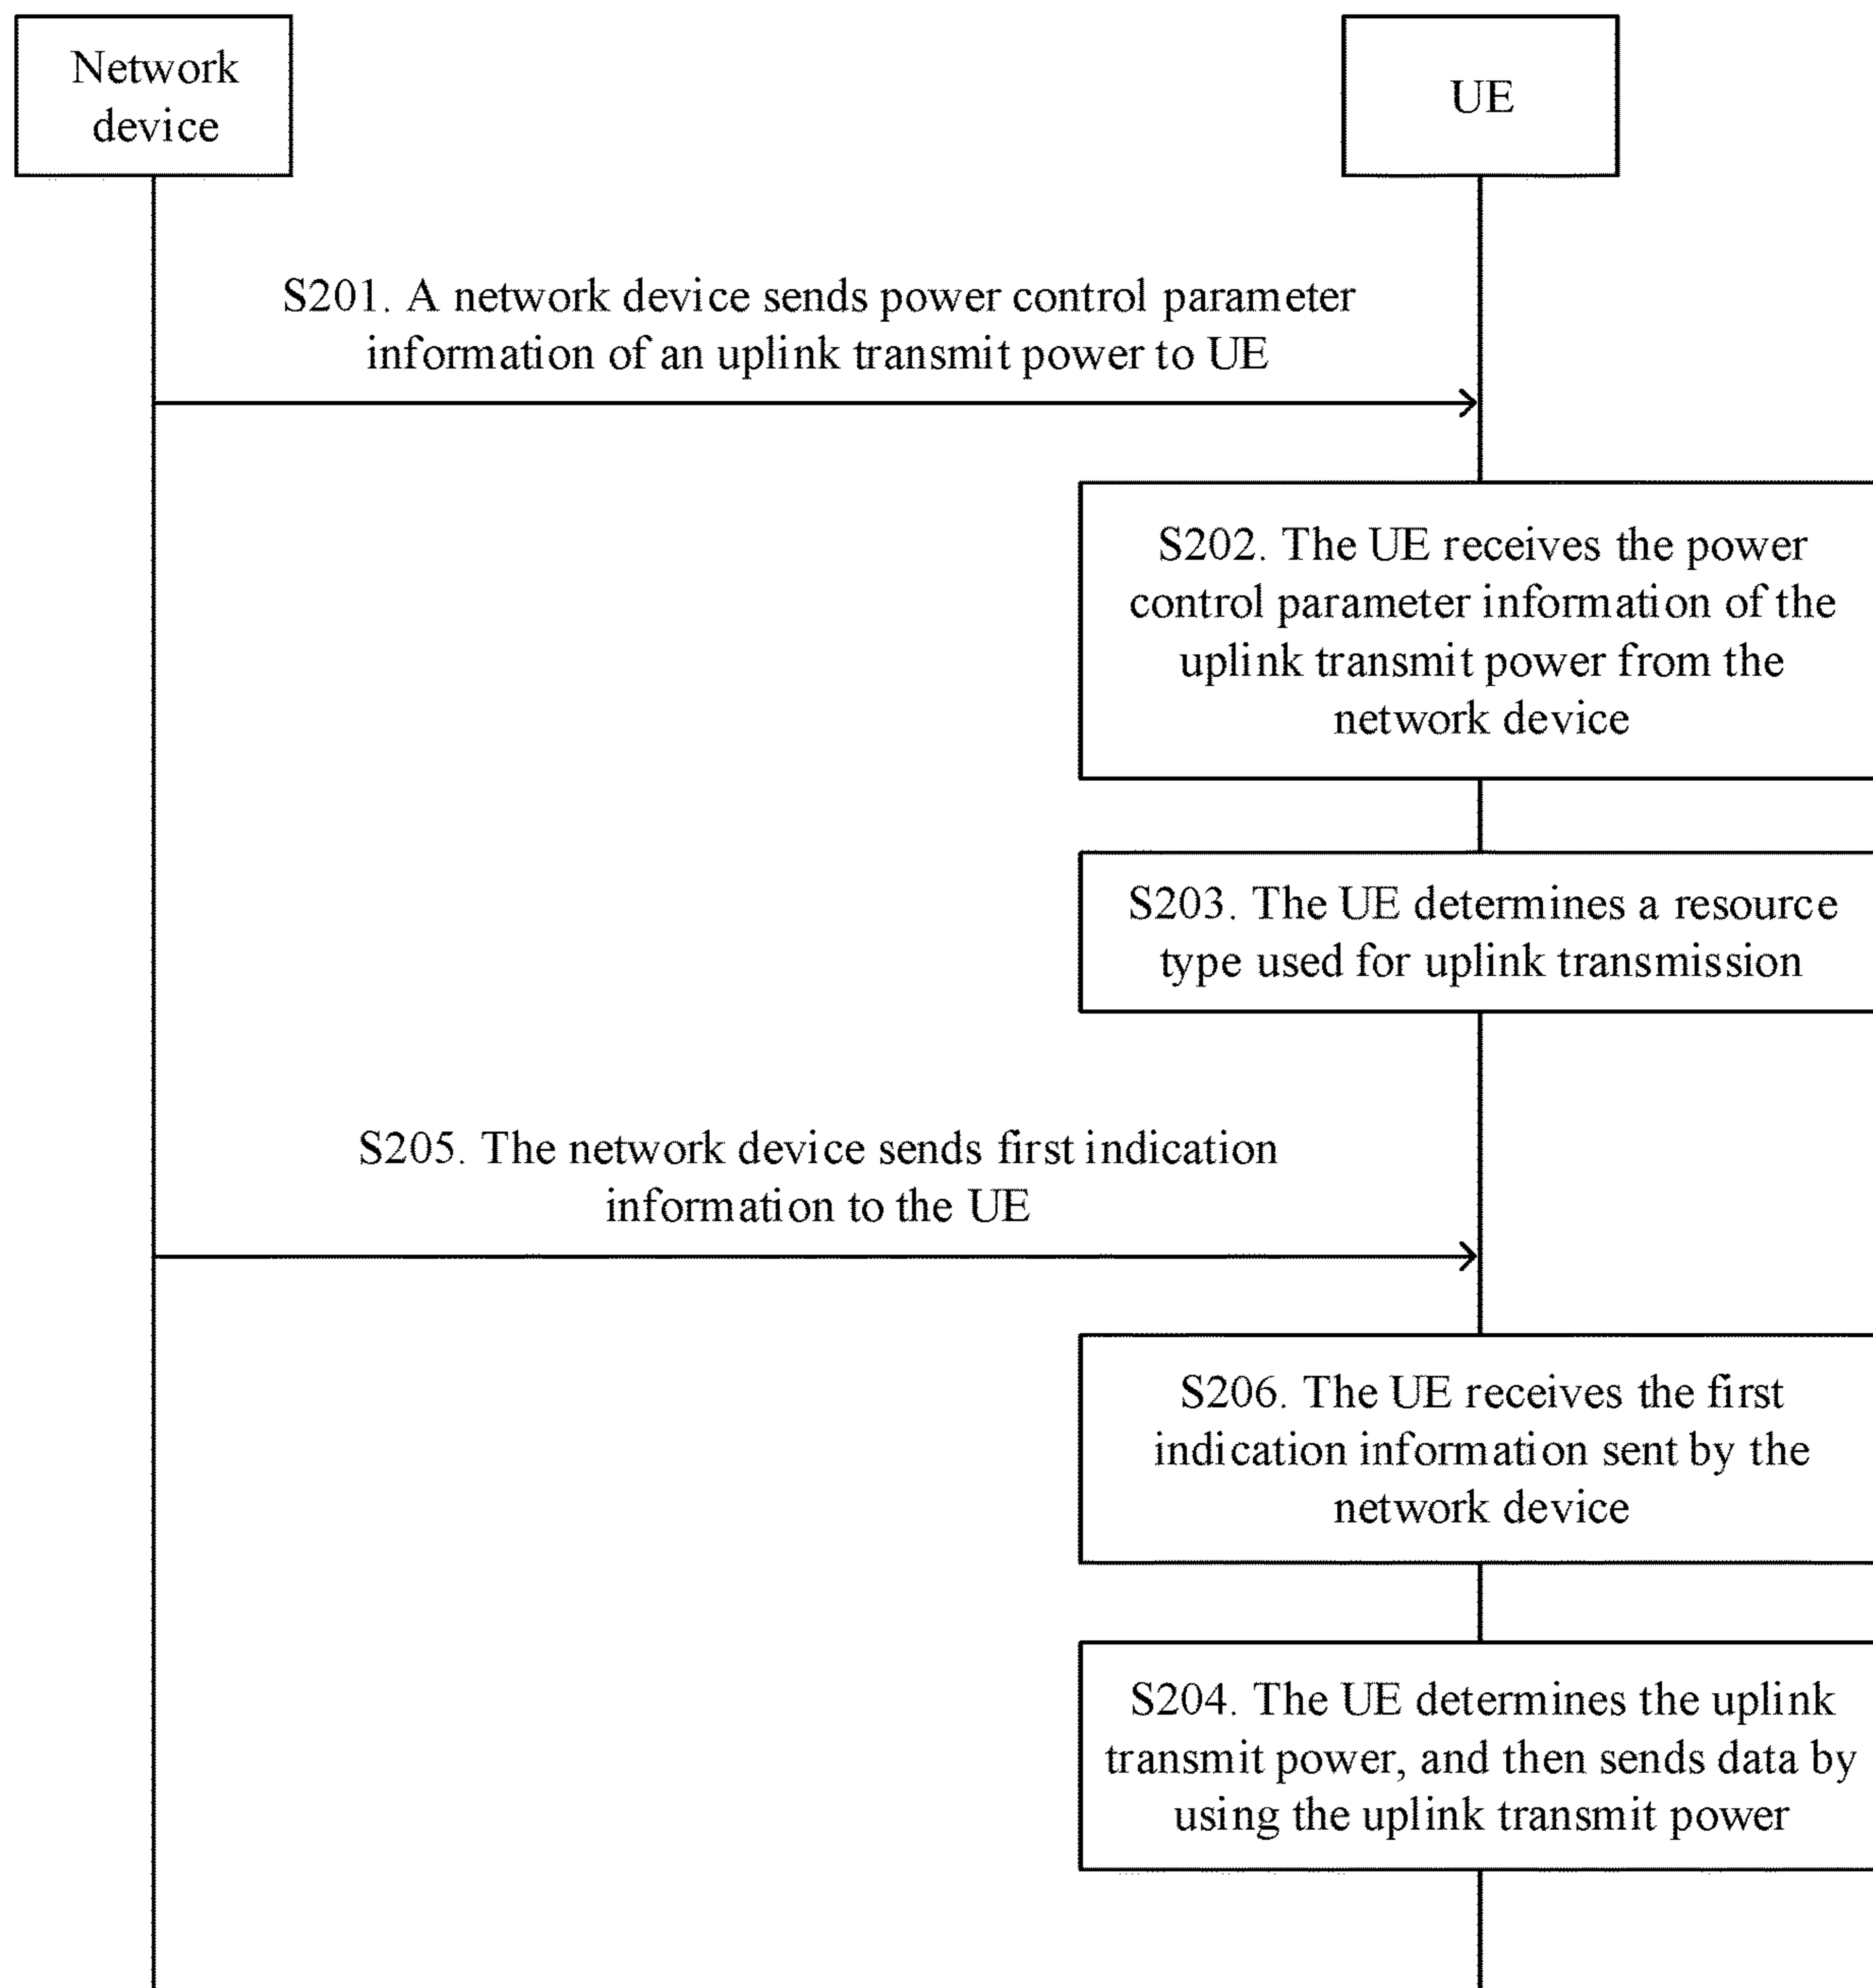 Network
device
UE
S201. A network device sends power control parameter
information of an uplink transmit power to UE
S202. The UE receives the power
control parameter information of the
uplink transmit power from the
network device
S203. The UE determines a resource
type used for uplink transmission
S205. The network device sends first indication
information to the UE
S206. The UE receives the first
indication information sent by the
network device
S204. The UE determines the uplink
transmit power, and then sends data by
using the uplink transmit power